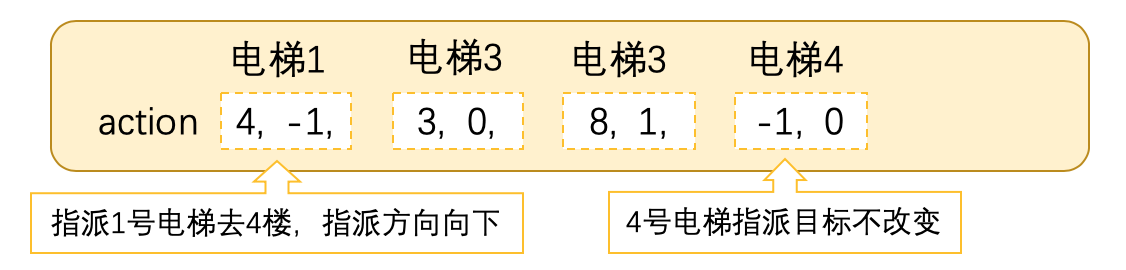 电梯1 电梯3 电梯3 电梯4
action 4, -1, 3, 0, 8, 1, -1, 0
指派1号电梯去4楼，指派方向向下
4号电梯指派目标不改变